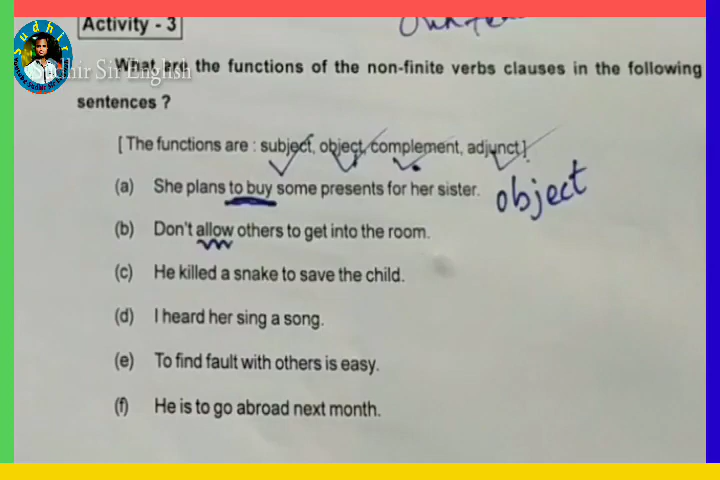 Activity - 3
What are the functions of the non-finite verbs clauses in the following
Sudhir Sir English
sentences ?
[ The functions are : subject, object, complement, adjunct]
(a) She plans to buy some presents for her sister. object
(b) Don't allow others to get into the room.
(c) He killed a snake to save the child.
(d) I heard her sing a song.
(e) To find fault with others is easy.
(f) He is to go abroad next month.